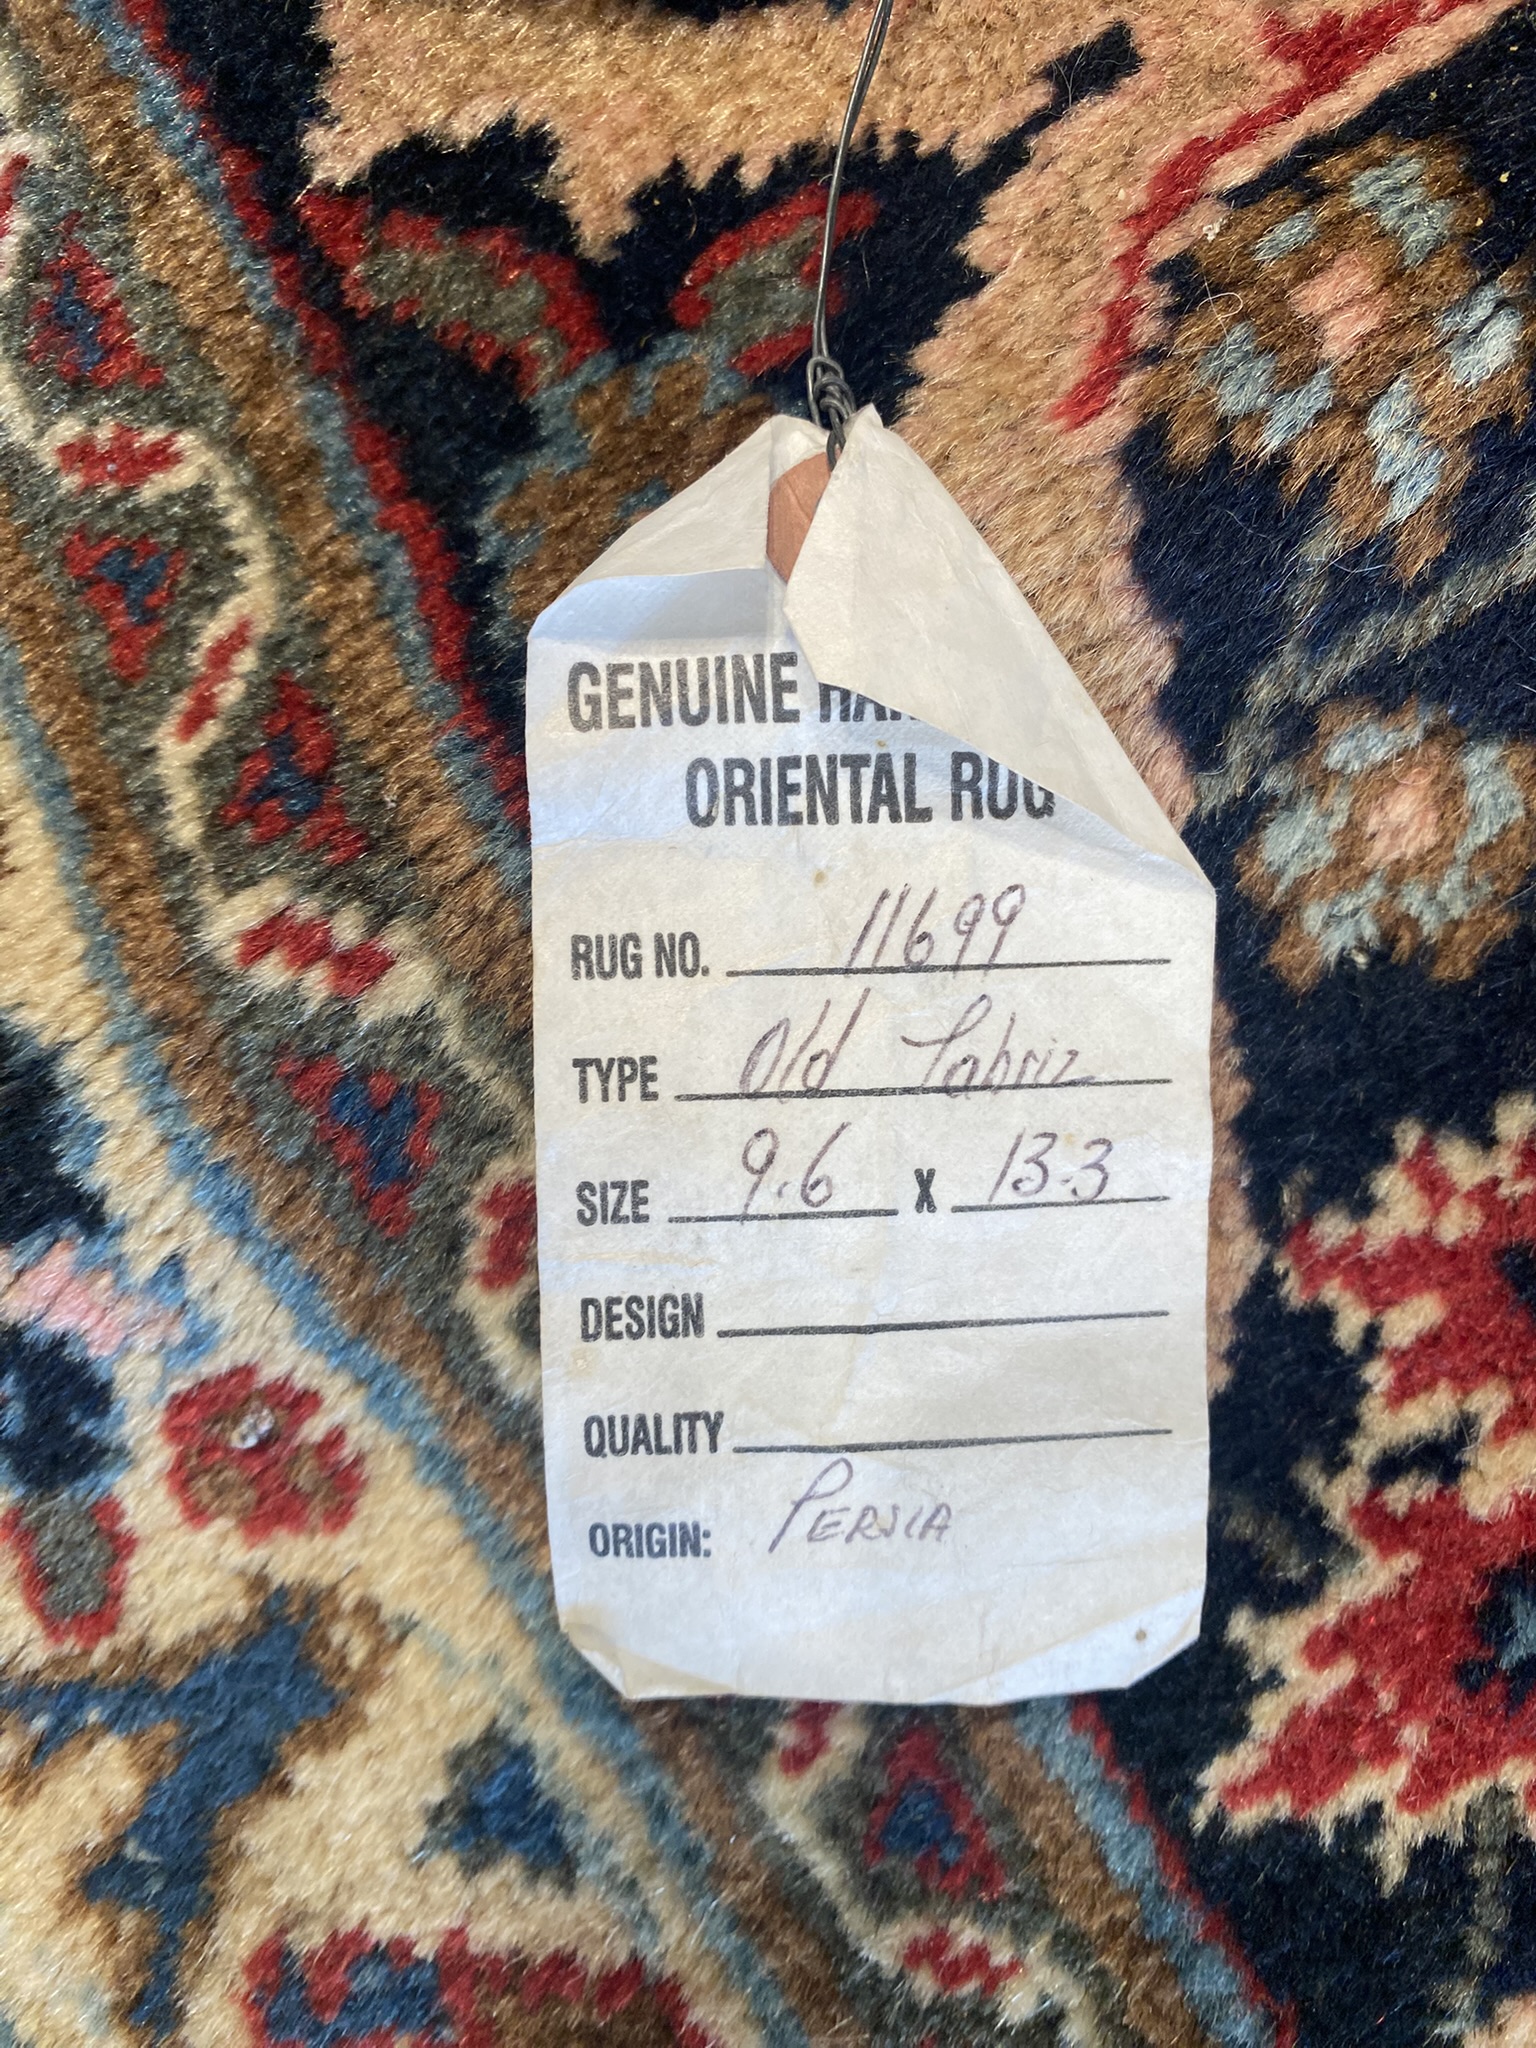 GENUINE
ORIENTAL RUG
RUG NO. 11699
TYPE Old Tabriz
SIZE 9.6 X 13.3
DESIGN
QUALITY
ORIGIN: PERSIA